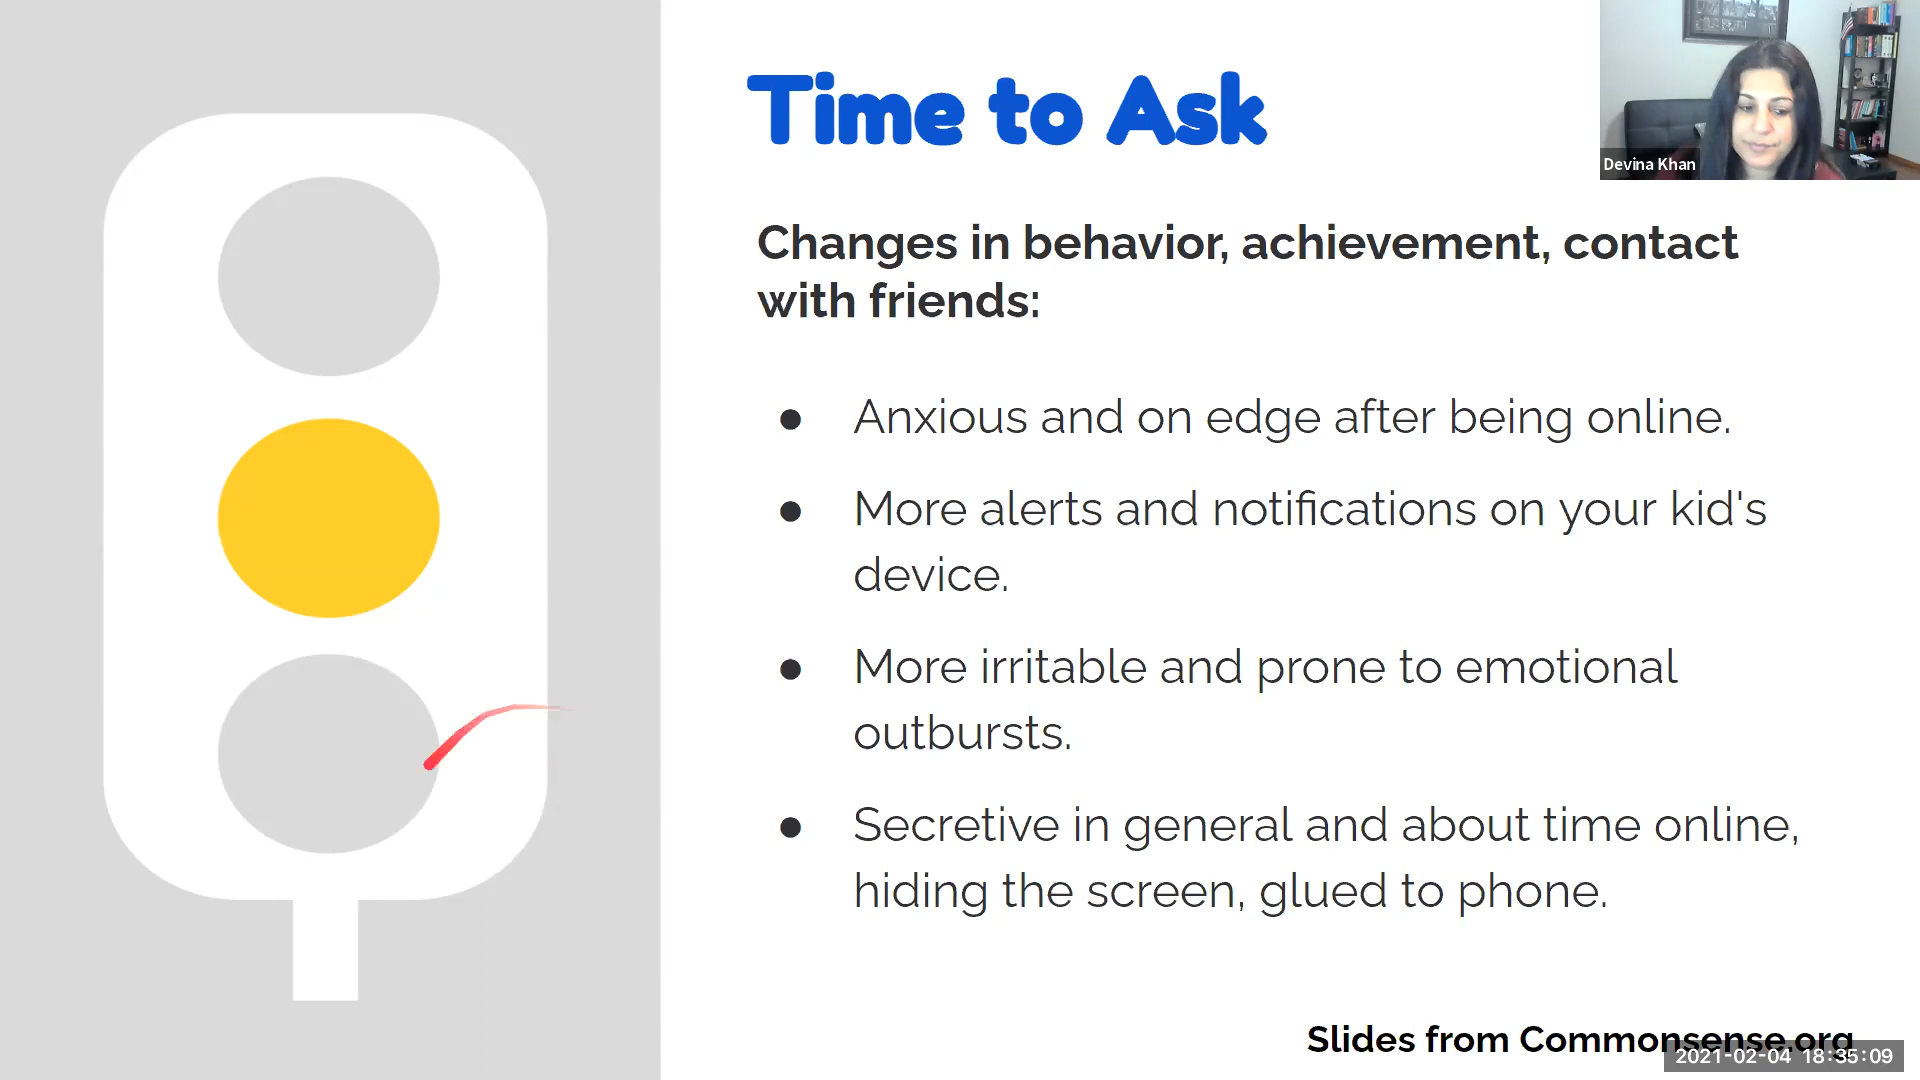 Time to Ask
Devina Khan
Changes in behavior, achievement, contact
with friends:
● Anxious and on edge after being online.
● More alerts and notifications on your kid's
device.
● More irritable and prone to emotional
outbursts.
● Secretive in general and about time online,
hiding the screen, glued to phone.
Slides from Commonsense.org
2021-02-04 18:35:09